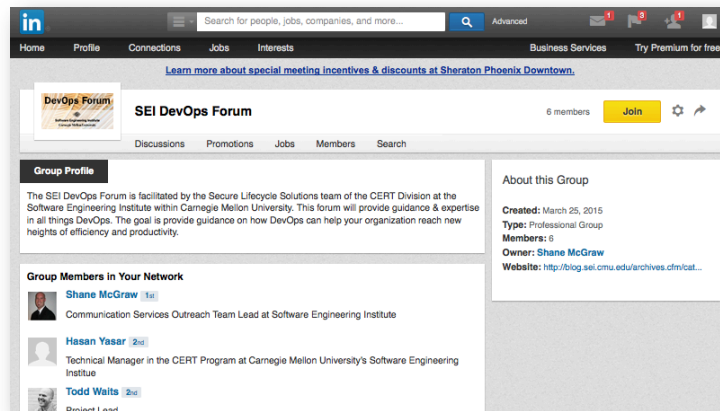 in
Search for people, jobs, companies, and more...
Advanced
1
3
1
Home Profile Connections Jobs Interests
Business Services Try Premium for free
Learn more about special meeting incentives & discounts at Sheraton Phoenix Downtown.
DevOps Forum
Software Engineering Institute
Carnegie Mellon University
SEI DevOps Forum
6 members
Join
Discussions Promotions Jobs Members Search
Group Profile
The SEI DevOps Forum is facilitated by the Secure Lifecycle Solutions team of the CERT Division at the
Software Engineering Institute within Carnegie Mellon University. This forum will provide guidance & expertise
in all things DevOps. The goal is provide guidance on how DevOps can help your organization reach new
heights of efficiency and productivity.
Group Members in Your Network
Shane McGraw 1st
Communication Services Outreach Team Lead at Software Engineering Institute
Hasan Yasar 2nd
Technical Manager in the CERT Program at Carnegie Mellon University's Software Engineering
Institue
Todd Waits 2nd
Project Lead
About this Group
Created: March 25, 2015
Type: Professional Group
Members: 6
Owner: Shane McGraw
Website: http://blog.sei.cmu.edu/archives.cfm/cat...